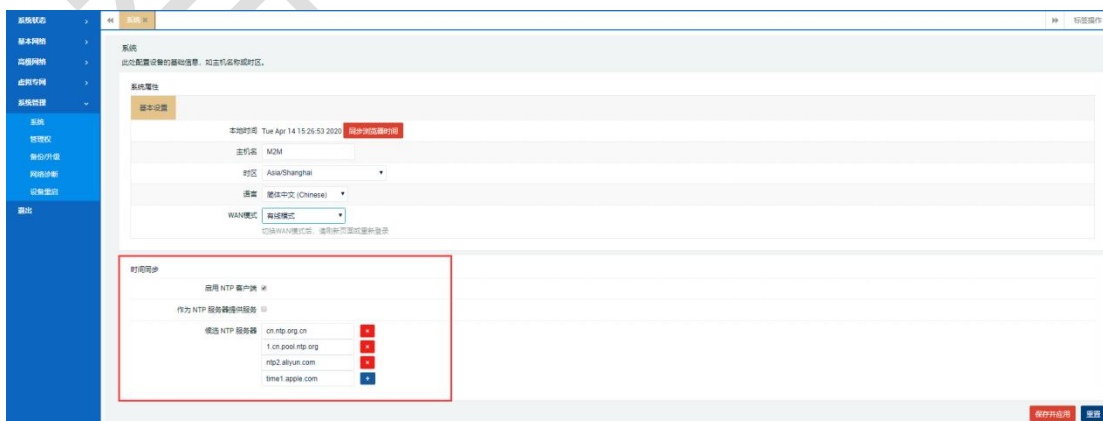 系统状态
基本网络
高级网络
虚拟专网
系统管理
系统
管理权
备份/升级
网络诊断
设备重启
退出
系统
标签操作
系统
此处配置设备的基础信息，如主机名称或时区。
系统属性
基本设置
本地时间 Tue Apr 14 15:26:53 2020 同步浏览器时间
主机名 M2M
时区 Asia/Shanghai
语言 简体中文 (Chinese)
WAN模式 有线模式
切换WAN模式后，请刷新页面或重新登录
时间同步
启用 NTP 客户端
作为 NTP 服务器提供服务
候选 NTP 服务器 cn.ntp.org.cn
1.cn.pool.ntp.org
ntp2.aliyun.com
time1.apple.com
保存并应用 重置